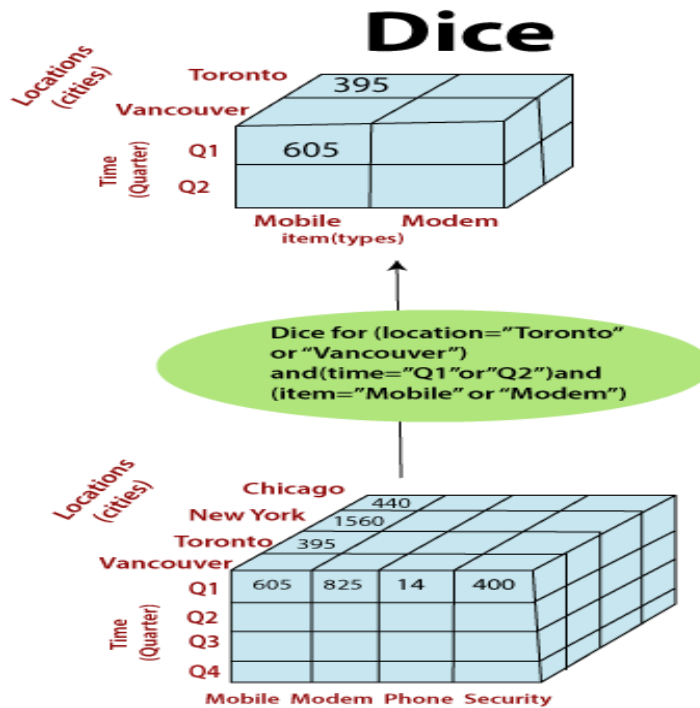 Dice
Locations
(cities)
Toronto
395
Vancouver
Time
(Quarter)
Q1
605
Q2
Mobile Modem
item(types)
Dice for (location=”Toronto”
or “Vancouver”)
and(time=”Q1”or”Q2”)and
(item=”Mobile” or “Modem”)
Locations
(cities)
Chicago
440
New York
1560
Toronto
395
Vancouver
Time
(Quarter)
Q1 605 825 14 400
Q2
Q3
Q4
Mobile Modem Phone Security